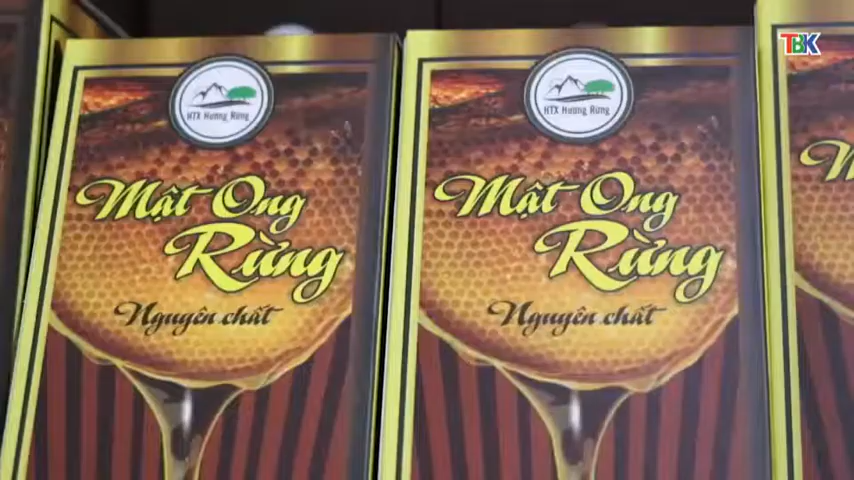 TBK
HTX Hương Rừng
Mật Ong
Rừng
Nguyên chất
HTX Hương Rừng
Mật Ong
Rừng
Nguyên chất